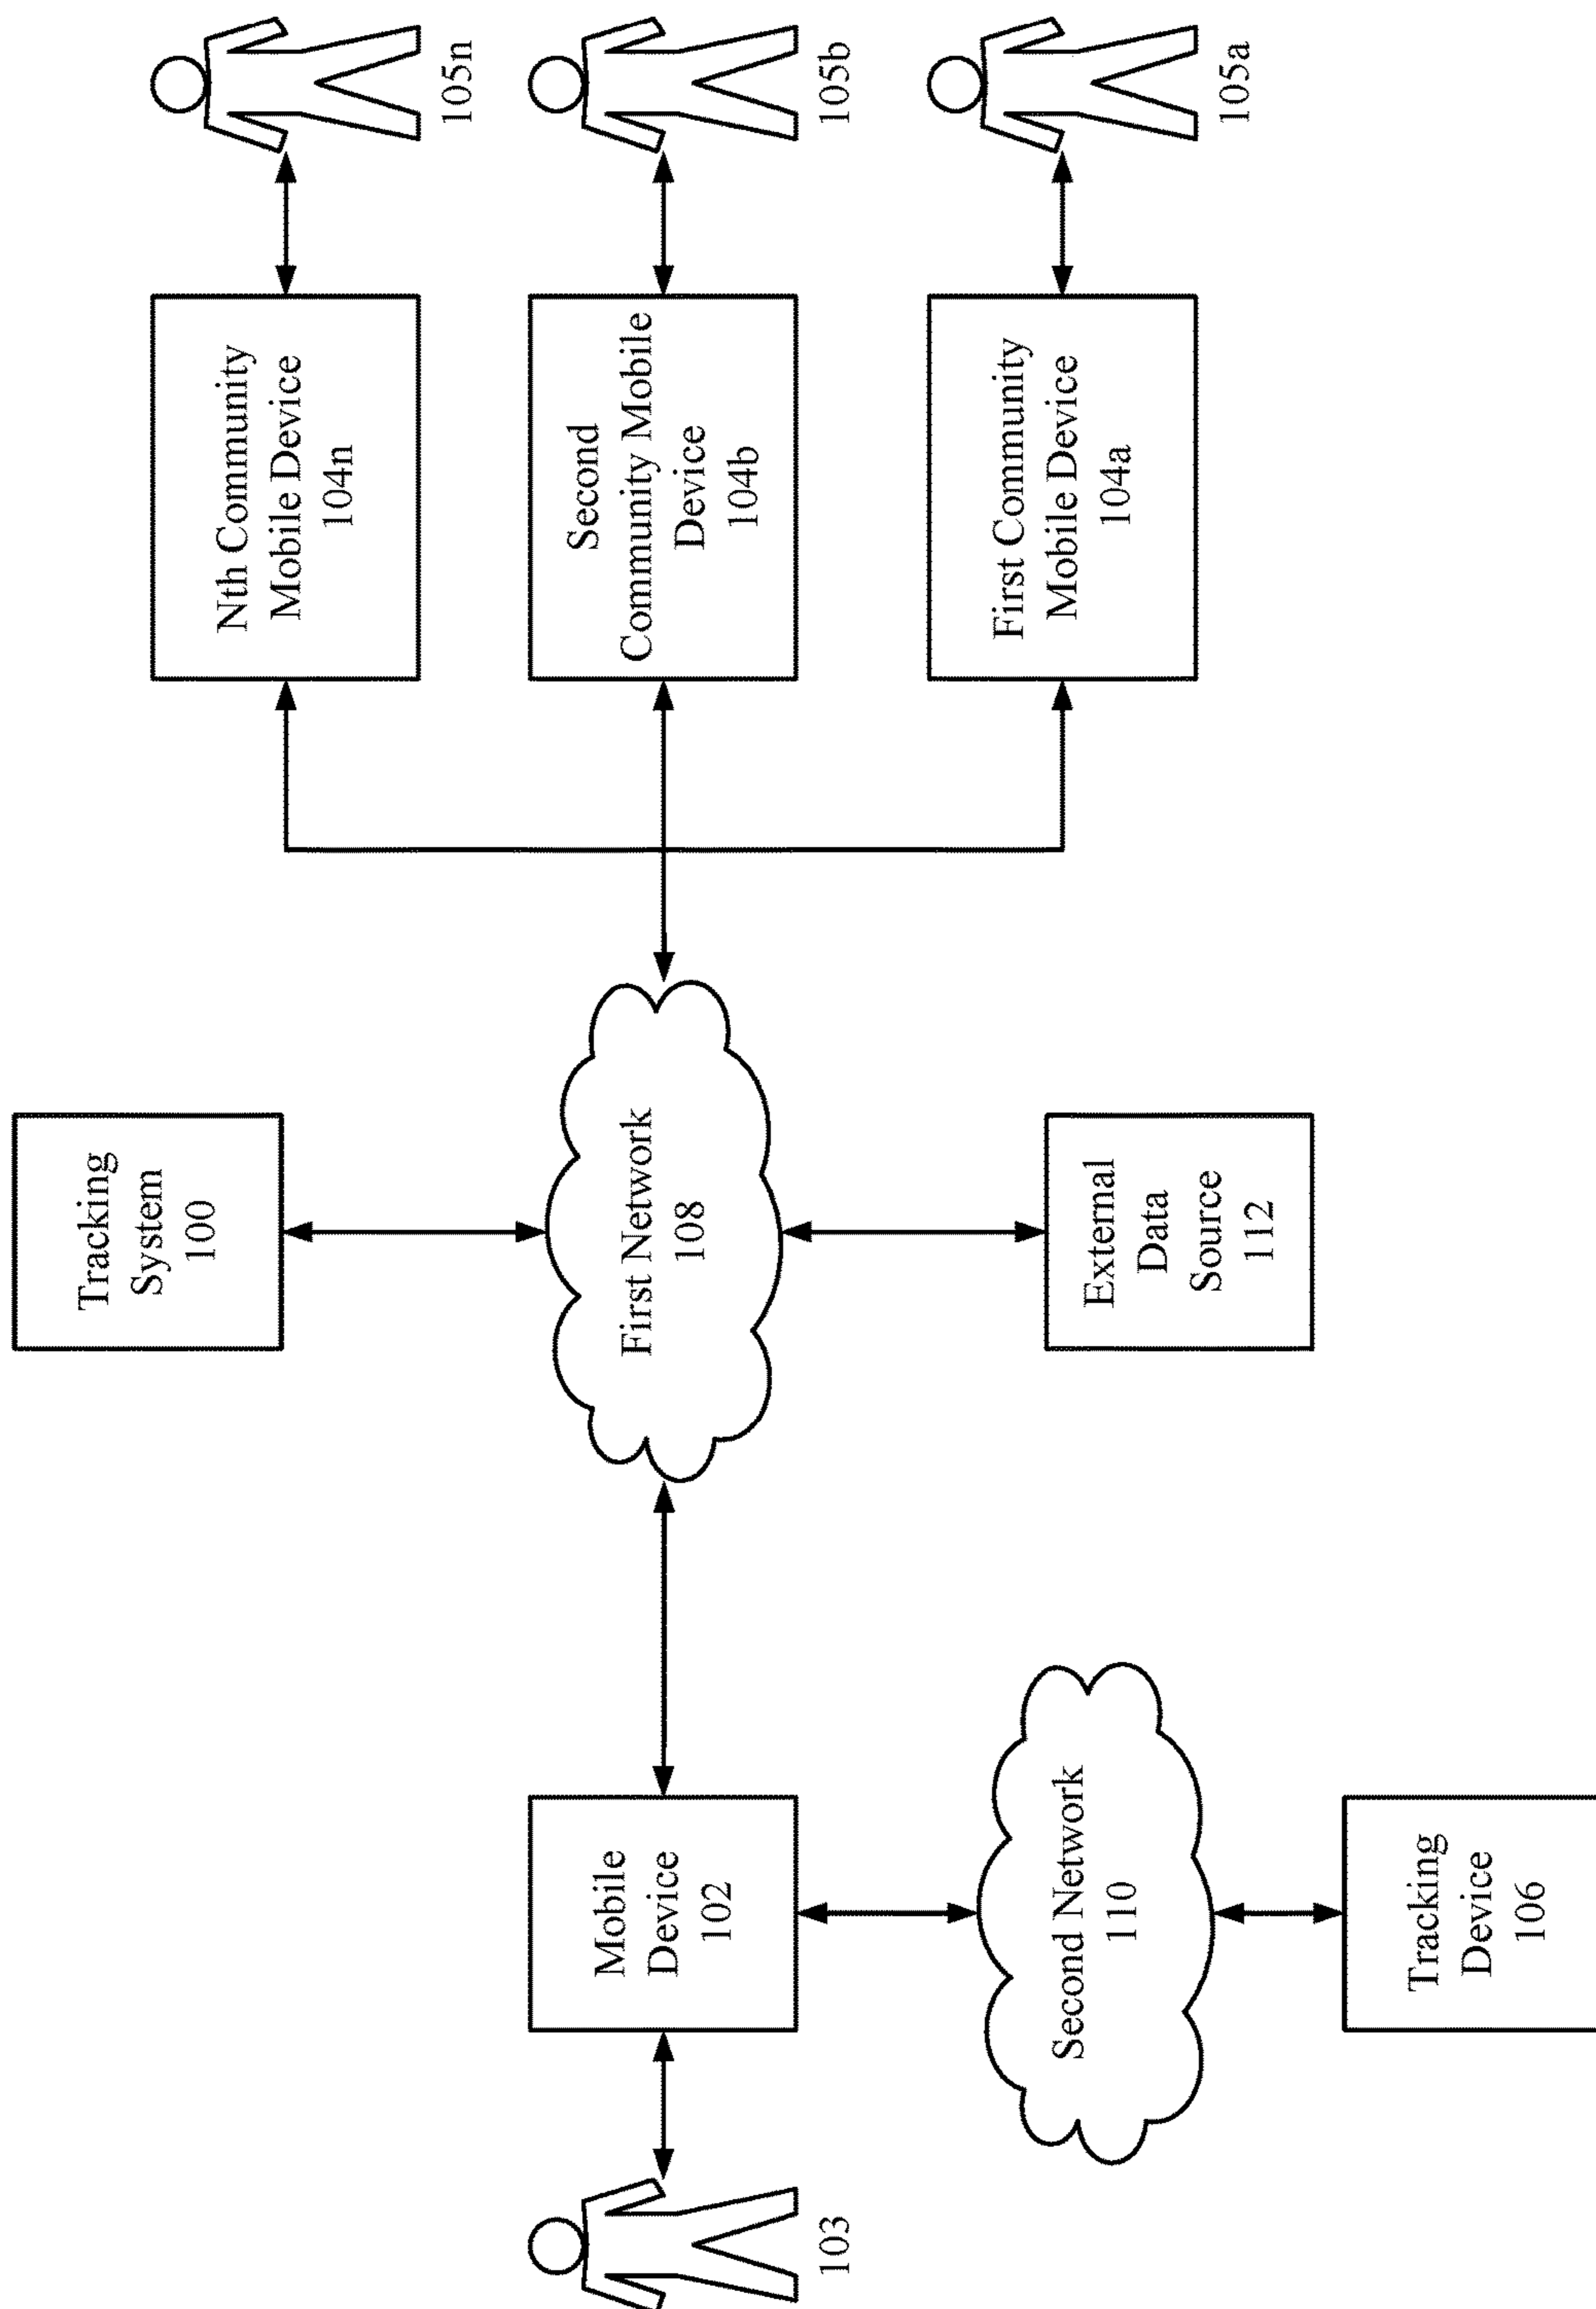 Tracking
System
100
Nth Community
Mobile Device
104n
105n
103
Mobile
Device
102
First Network
108
Second
Community Mobile
Device
104b
105b
Second Network
110
External
Data
Source
112
First Community
Mobile Device
104a
105a
Tracking
Device
106